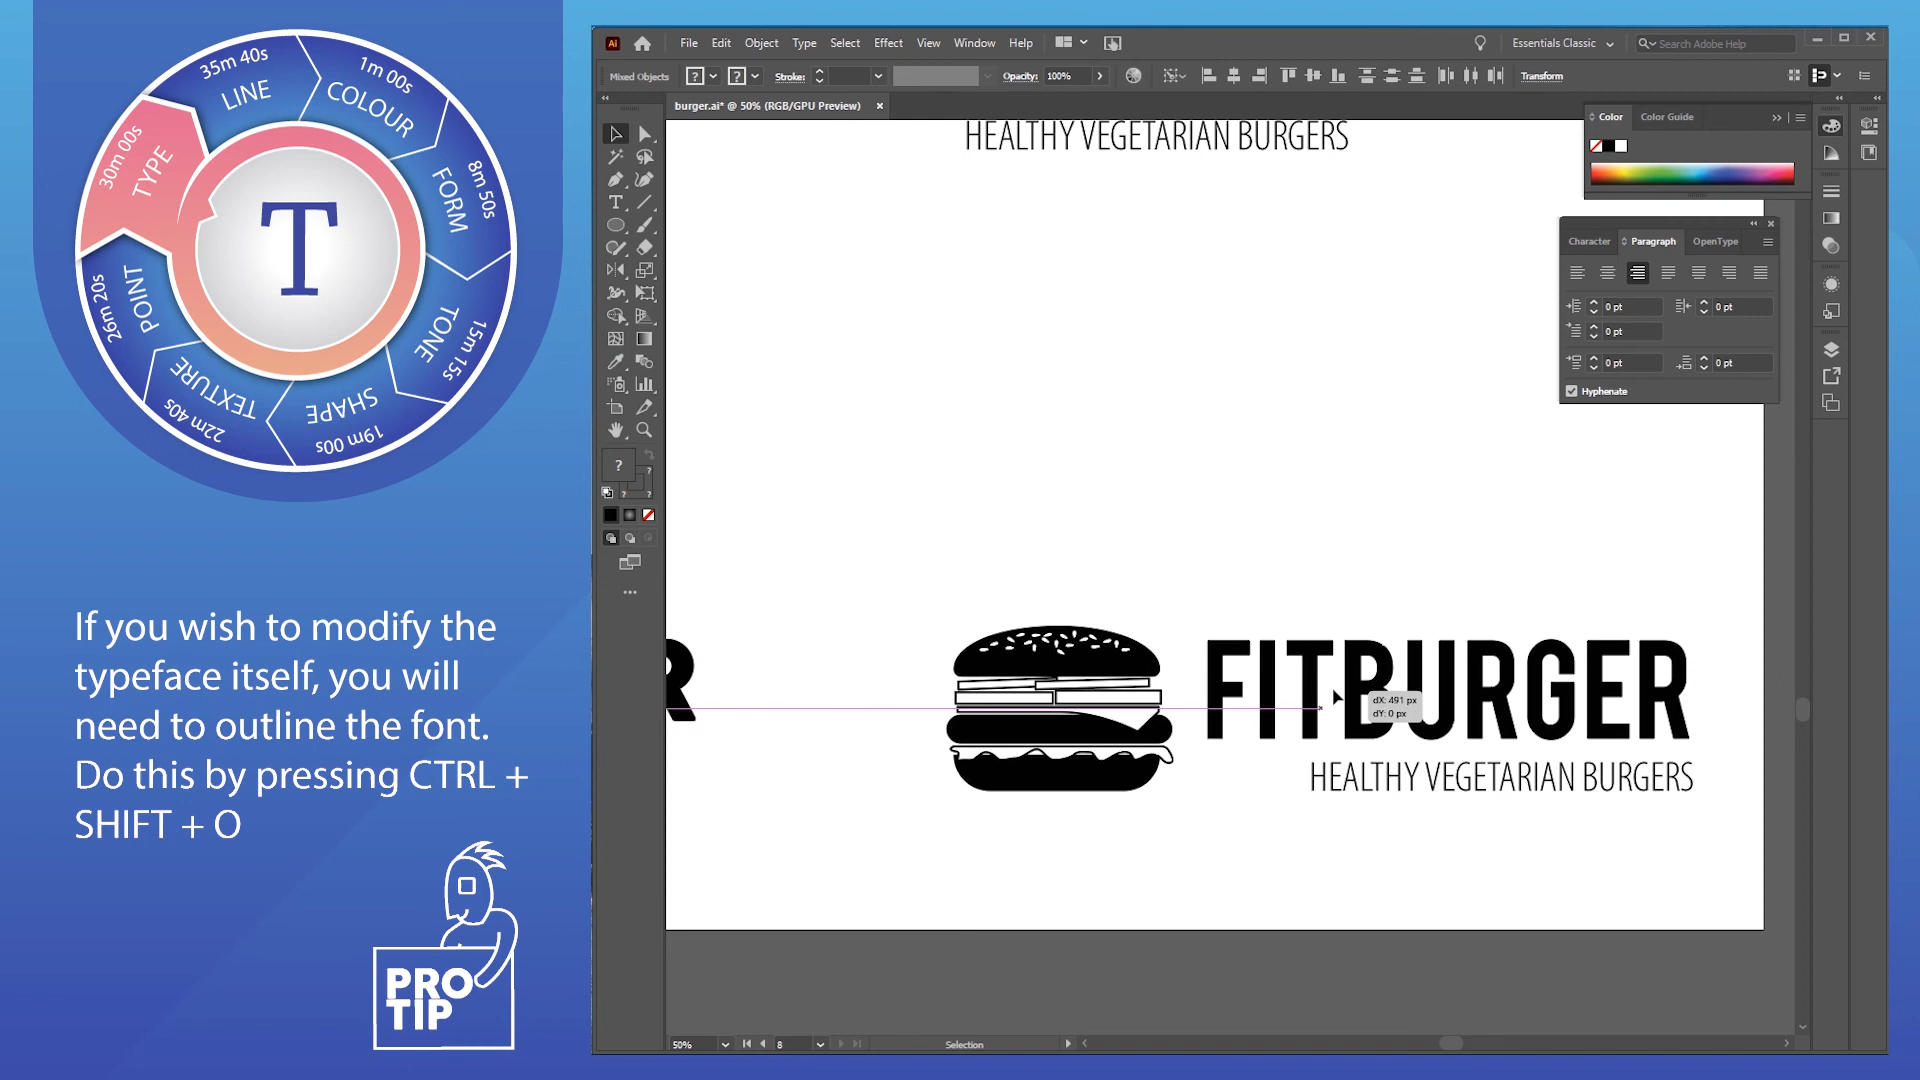 35m 40s
LINE
1m 00s
COLOUR
8m 50s
FORM
15m 15s
TONE
19m 00s
SHAPE
22m 40s
TEXTURE
26m 20s
POINT
30m 00s
TYPE
T
If you wish to modify the
typeface itself, you will
need to outline the font.
Do this by pressing CTRL +
SHIFT + O
PRO
TIP
Ai
File Edit Object Type Select Effect View Window Help
Essentials Classic
Search Adobe Help
Mixed Objects
?
?
Stroke:
Opacity: 100%
Transform
burger.ai* @ 50% (RGB/GPU Preview)
HEALTHY VEGETARIAN BURGERS
Color Color Guide
Character Paragraph OpenType
0 pt 0 pt
0 pt
0 pt 0 pt
Hyphenate
?
?
?
?
R
FITBURGER
dX: 491 px
dY: 0 px
HEALTHY VEGETARIAN BURGERS
50% 8 Selection